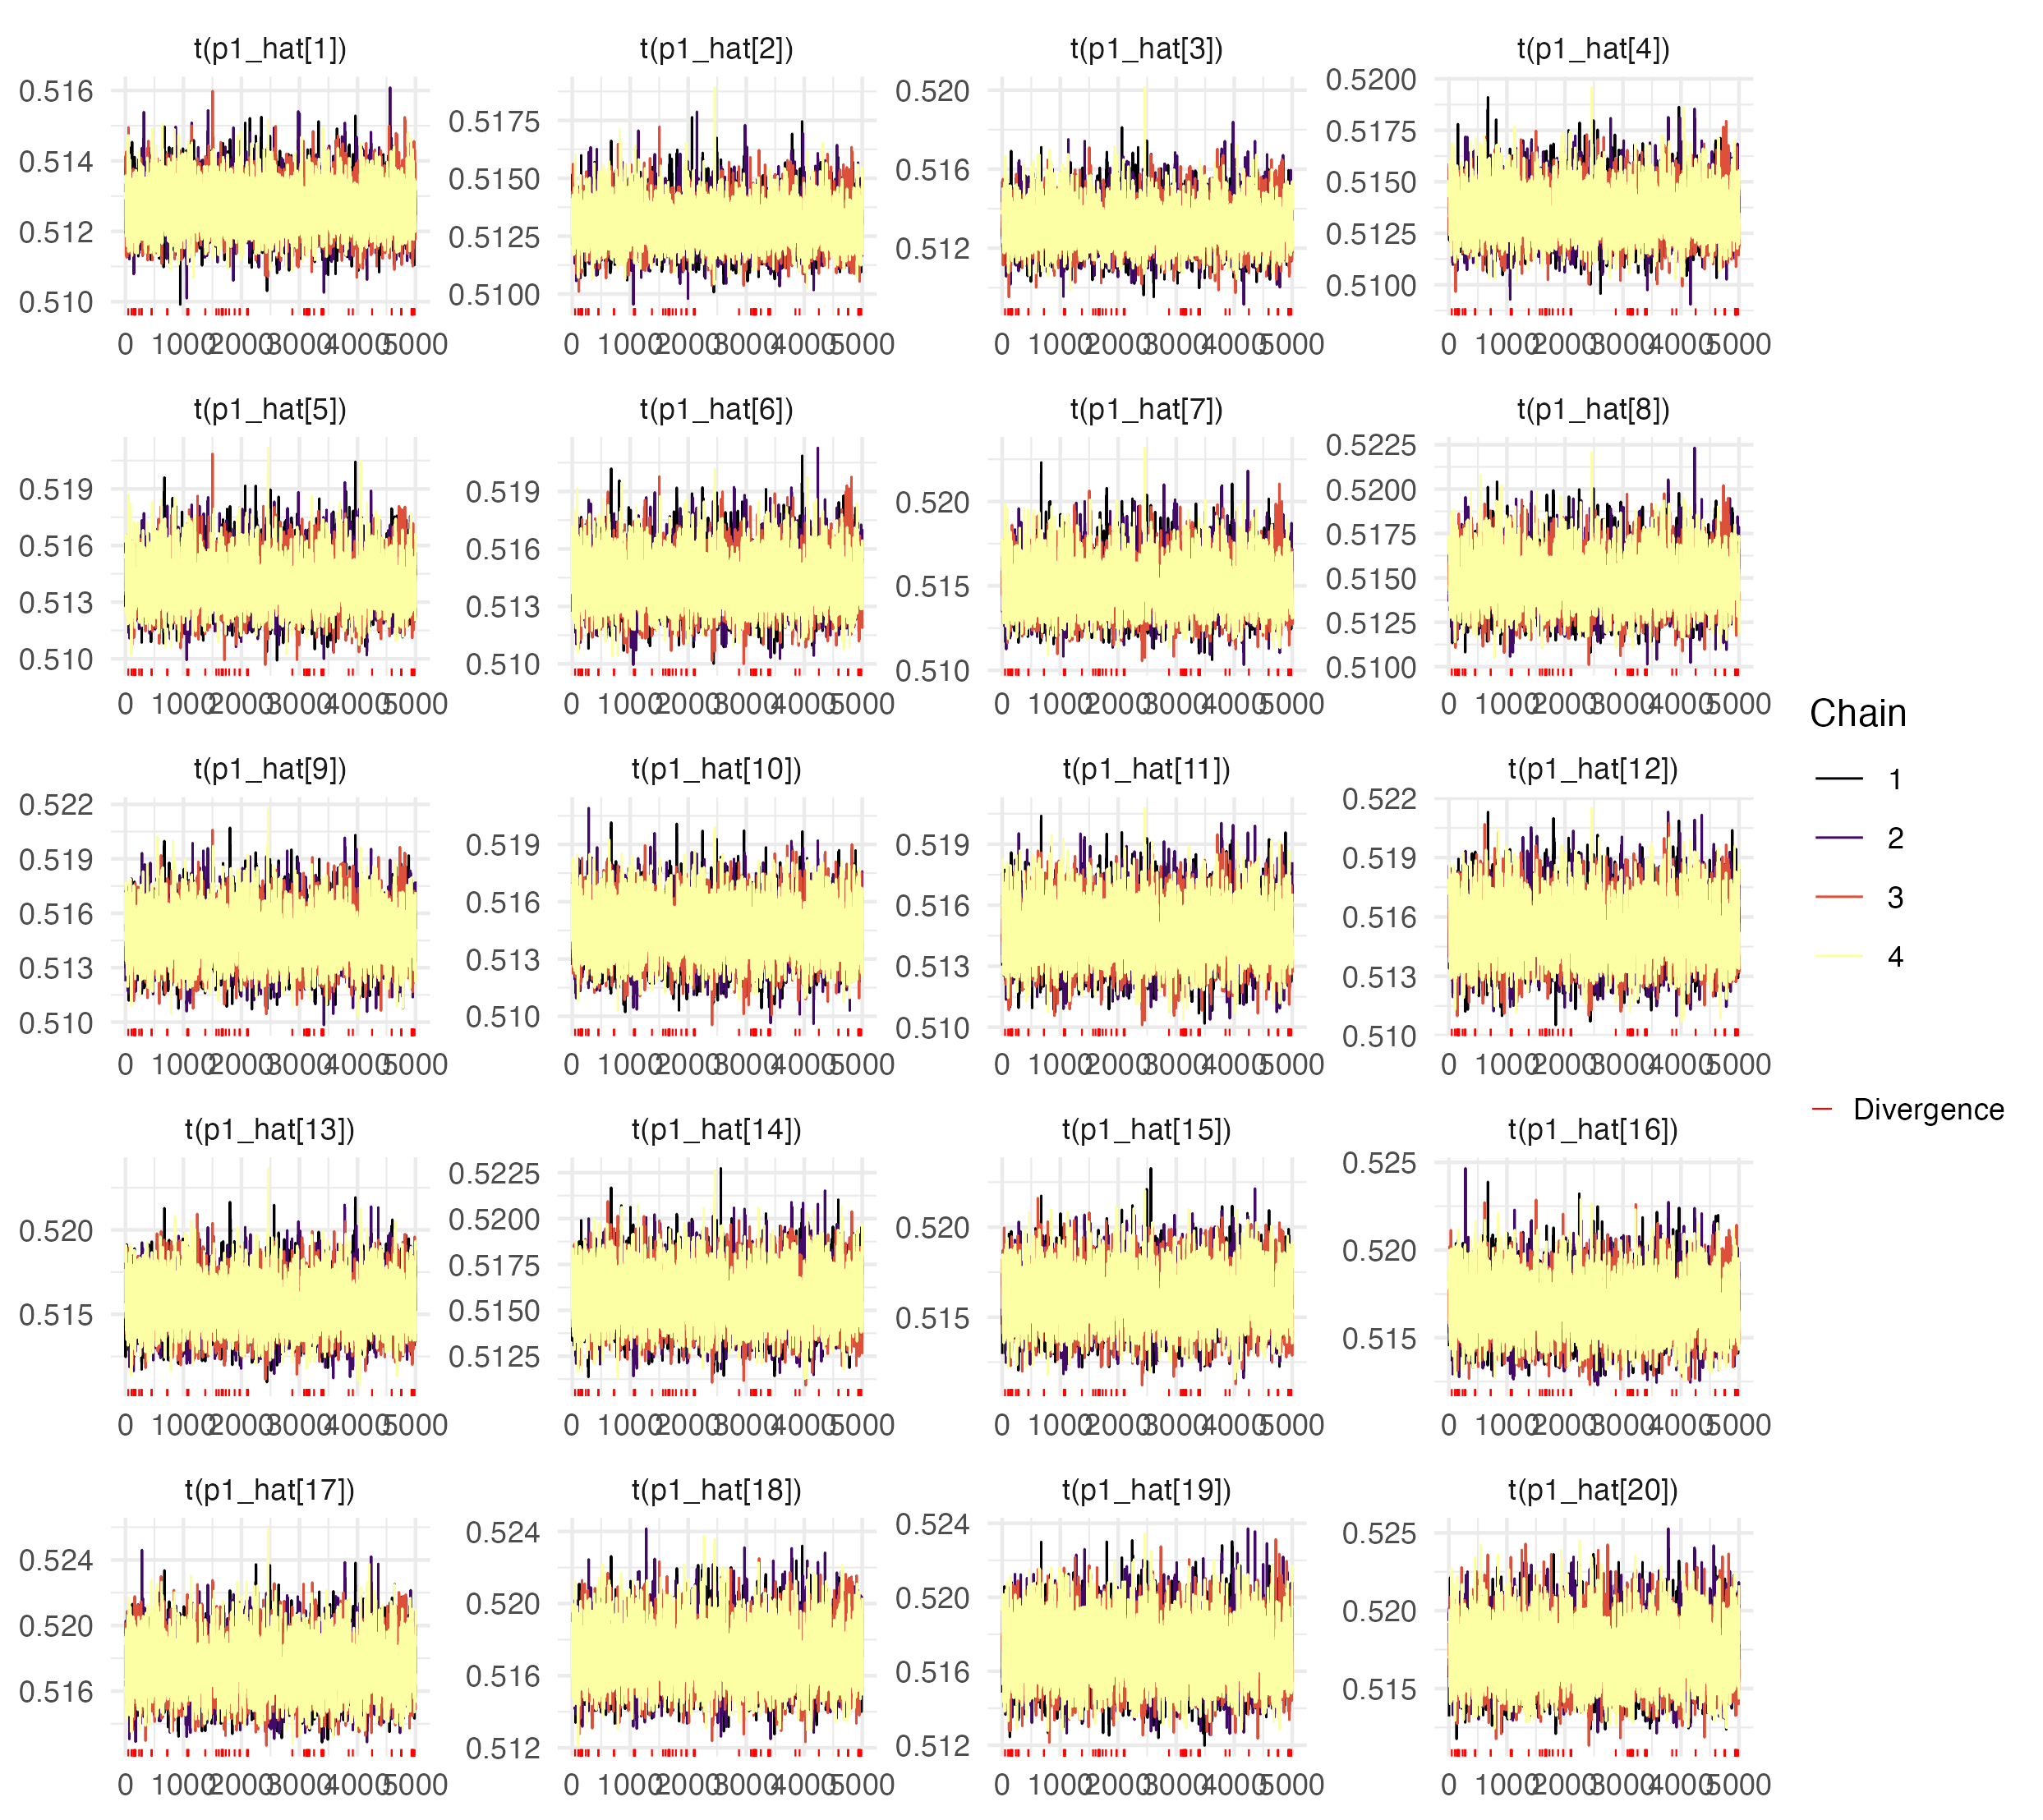 t(p1_hat[1]) t(p1_hat[2]) t(p1_hat[3]) t(p1_hat[4])
0.516 0.514 0.512 0.510
0.5175 0.5150 0.5125 0.5100
0.520 0.516 0.512
0.5200 0.5175 0.5150 0.5125 0.5100
0 1000 2000 3000 4000 5000 0 1000 2000 3000 4000 5000 0 1000 2000 3000 4000 5000 0 1000 2000 3000 4000 5000
t(p1_hat[5]) t(p1_hat[6]) t(p1_hat[7]) t(p1_hat[8])
0.519 0.516 0.513 0.510
0.519 0.516 0.513 0.510
0.520 0.515 0.510
0.5225 0.5200 0.5175 0.5150 0.5125 0.5100
0 1000 2000 3000 4000 5000 0 1000 2000 3000 4000 5000 0 1000 2000 3000 4000 5000 0 1000 2000 3000 4000 5000
t(p1_hat[9]) t(p1_hat[10]) t(p1_hat[11]) t(p1_hat[12])
0.522 0.519 0.516 0.513 0.510
0.519 0.516 0.513 0.510
0.519 0.516 0.513 0.510
0.522 0.519 0.516 0.513 0.510
0 1000 2000 3000 4000 5000 0 1000 2000 3000 4000 5000 0 1000 2000 3000 4000 5000 0 1000 2000 3000 4000 5000
t(p1_hat[13]) t(p1_hat[14]) t(p1_hat[15]) t(p1_hat[16])
0.520 0.515
0.5225 0.5200 0.5175 0.5150 0.5125
0.520 0.515
0.525 0.520 0.515
0 1000 2000 3000 4000 5000 0 1000 2000 3000 4000 5000 0 1000 2000 3000 4000 5000 0 1000 2000 3000 4000 5000
t(p1_hat[17]) t(p1_hat[18]) t(p1_hat[19]) t(p1_hat[20])
0.524 0.520 0.516
0.524 0.520 0.516 0.512
0.524 0.520 0.516 0.512
0.525 0.520 0.515
0 1000 2000 3000 4000 5000 0 1000 2000 3000 4000 5000 0 1000 2000 3000 4000 5000 0 1000 2000 3000 4000 5000
Chain
1
2
3
4
Divergence